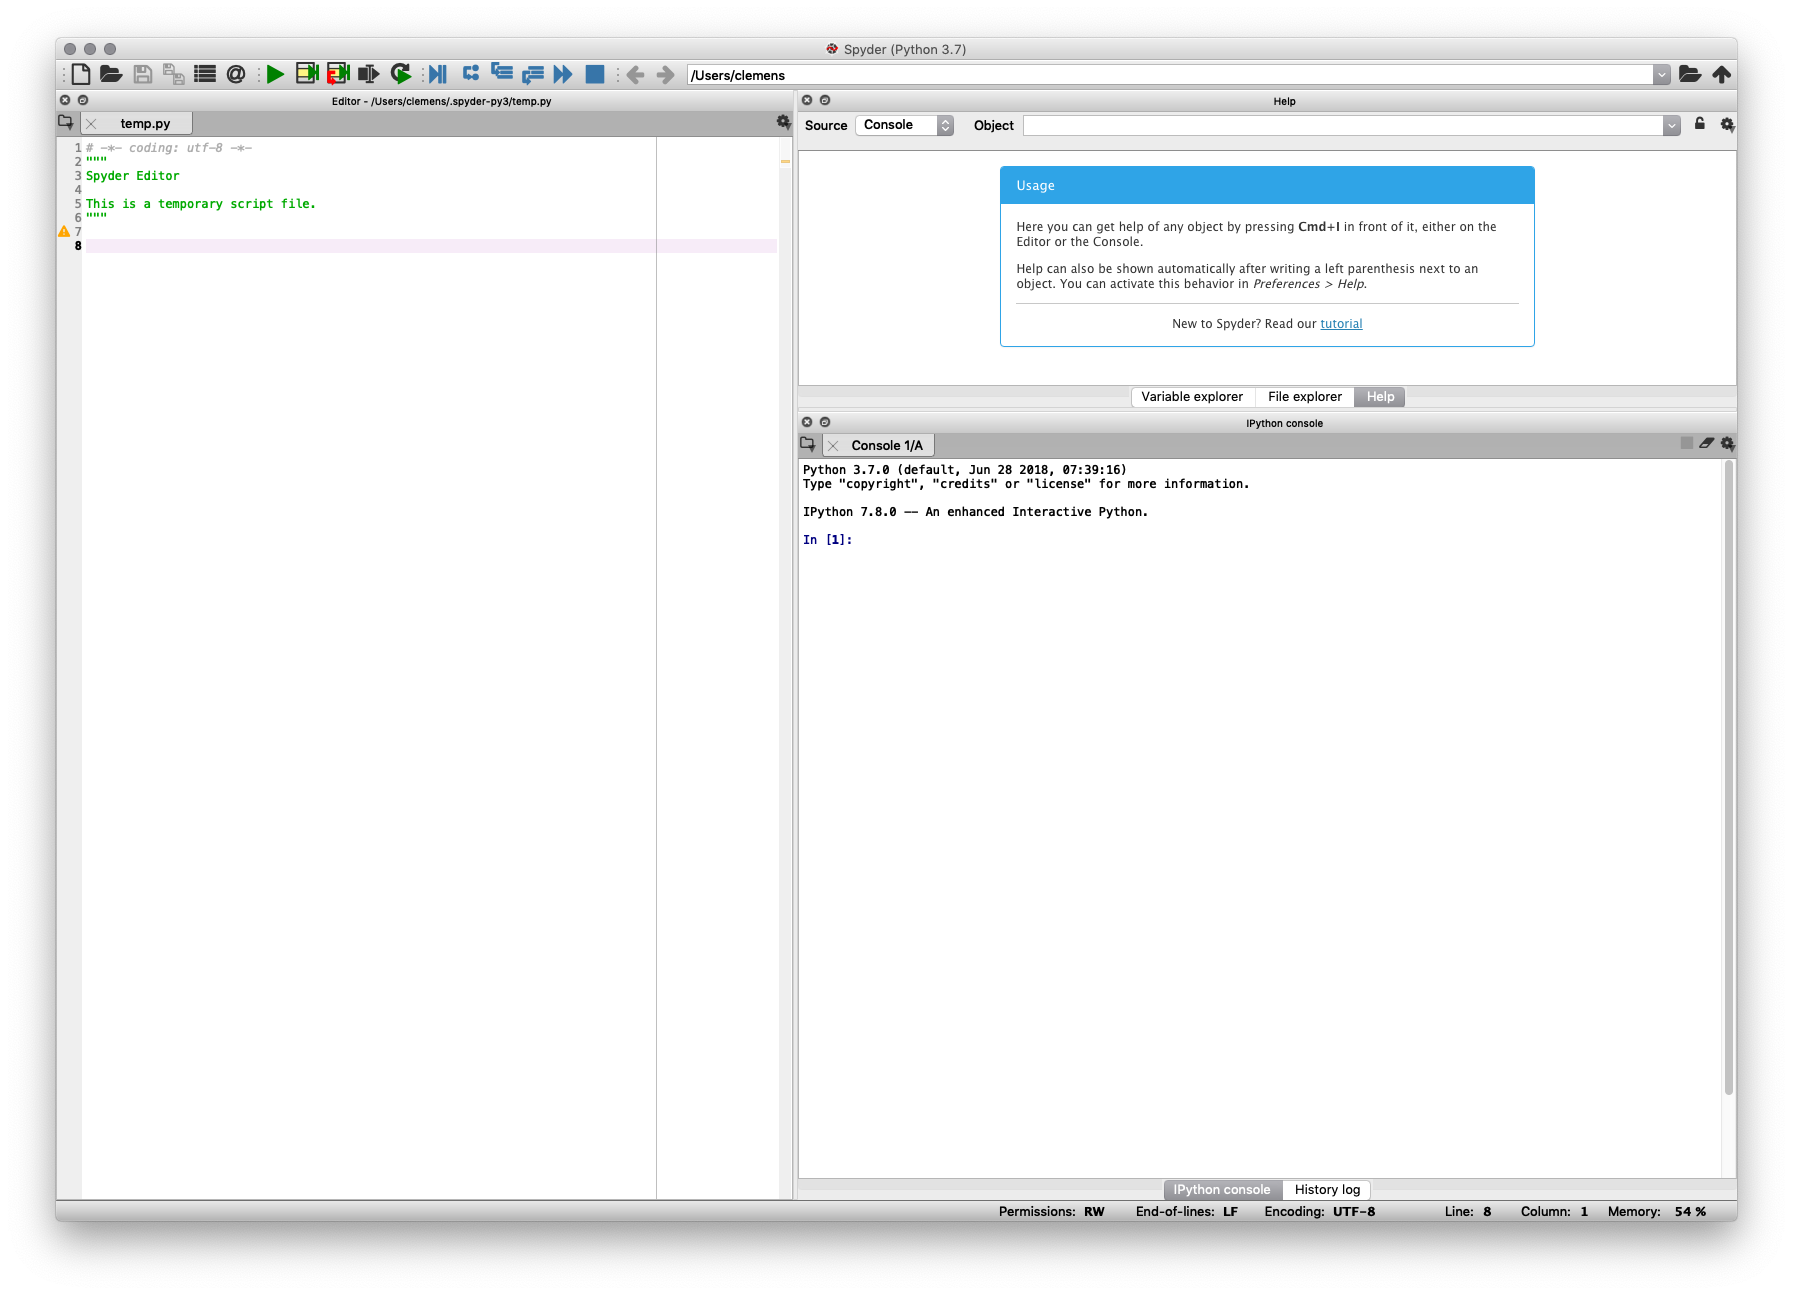 Spyder (Python 3.7)
/Users/clemens
Editor - /Users/clemens/.spyder-py3/temp.py
temp.py
1 # -*- coding: utf-8 -*-
2 """
3 Spyder Editor
4
5 This is a temporary script file.
6 """
7
8
Help
Source Console Object
Usage
Here you can get help of any object by pressing Cmd+I in front of it, either on the
Editor or the Console.
Help can also be shown automatically after writing a left parenthesis next to an
object. You can activate this behavior in Preferences > Help.
New to Spyder? Read our tutorial
Variable explorer File explorer Help
IPython console
Console 1/A
Python 3.7.0 (default, Jun 28 2018, 07:39:16)
Type "copyright", "credits" or "license" for more information.
IPython 7.8.0 -- An enhanced Interactive Python.
In [1]:
IPython console History log
Permissions: RW End-of-lines: LF Encoding: UTF-8 Line: 8 Column: 1 Memory: 54 %